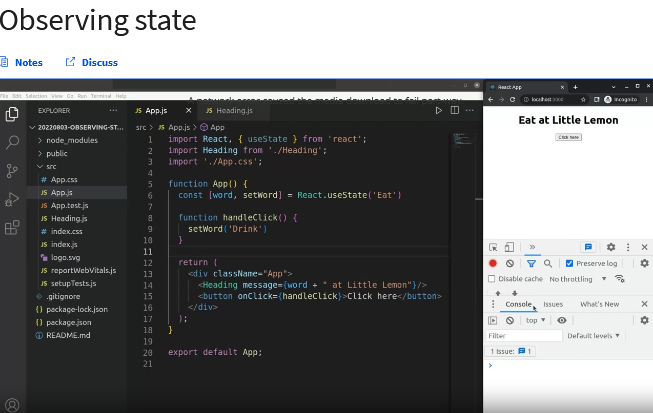 Observing state
Notes
Discuss
File Edit Selection View Go Run Terminal Help
A network error caused the media download to fail part-way
EXPLORER
20220803-OBSERVING-ST...
node_modules
public
src
# App.css
JS App.js
JS App.test.js
JS Heading.js
# index.css
JS index.js
logo.svg
JS reportWebVitals.js
JS setupTests.js
.gitignore
{} package-lock.json
{} package.json
README.md
JS App.js
JS Heading.js
src > JS App.js > App
1 import React, { useState } from 'react';
2 import Heading from './Heading';
3 import './App.css';
4
5 function App() {
6 const [word, setWord] = React.useState('Eat')
7
8 function handleClick() {
9 setWord('Drink')
10 }
11
12 return (
13 <div className="App">
14 <Heading message={word + " at Little Lemon"}/>
15 <button onClick={handleClick}>Click here</button>
16 </div>
17 );
18 }
19
20 export default App;
21
React App
localhost:3000
Incognito
Eat at Little Lemon
Click here
Preserve log
Disable cache
No throttling
Console
Issues
What's New
top
Filter
Default levels
1 Issue: 1